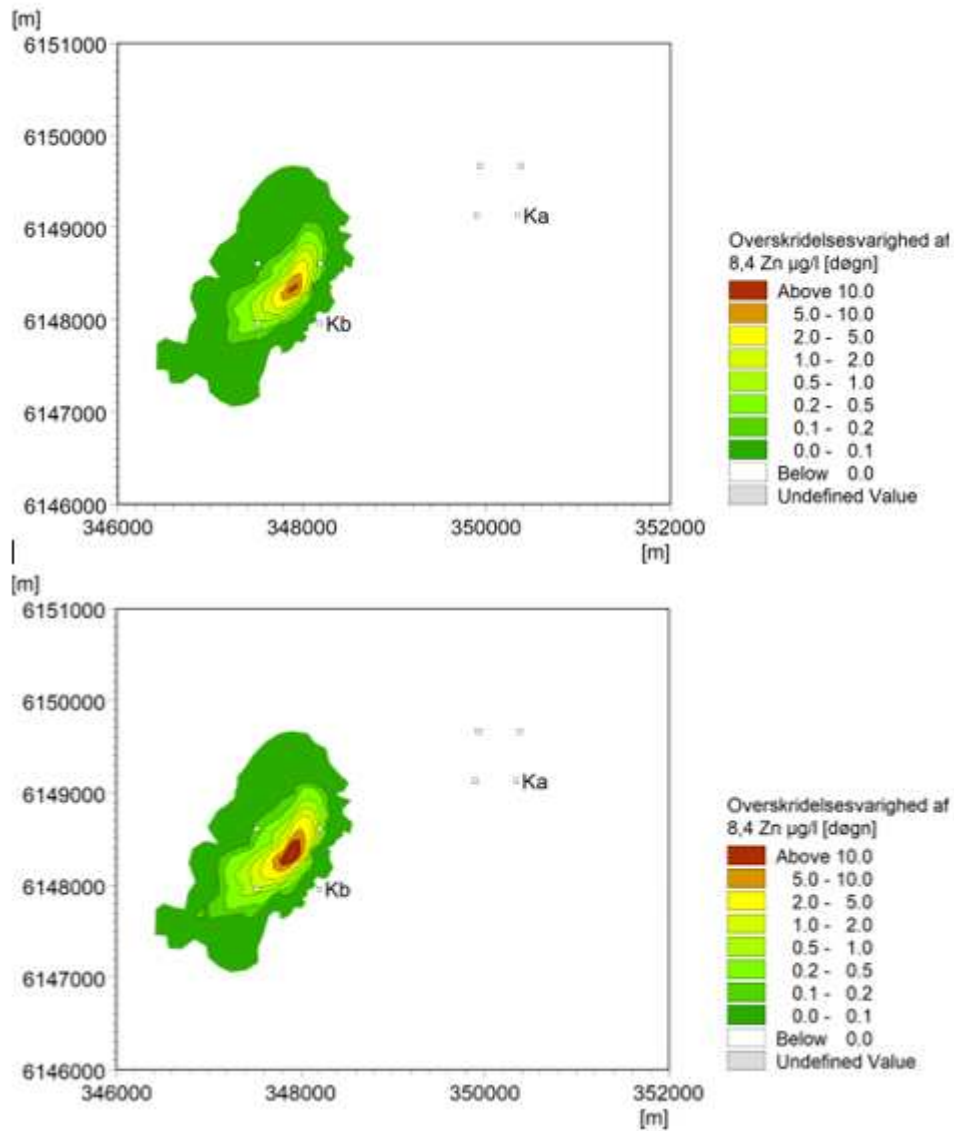 [m]
6151000
6150000
6149000
6148000
6147000
6146000
346000 348000 350000 352000
[m]
Ka
Kb
Overskridelsesvarighed af
8,4 Zn µg/l [døgn]
Above 10.0
5.0 - 10.0
2.0 - 5.0
1.0 - 2.0
0.5 - 1.0
0.2 - 0.5
0.1 - 0.2
0.0 - 0.1
Below 0.0
Undefined Value
[m]
6151000
6150000
6149000
6148000
6147000
6146000
346000 348000 350000 352000
[m]
Ka
Kb
Overskridelsesvarighed af
8,4 Zn µg/l [døgn]
Above 10.0
5.0 - 10.0
2.0 - 5.0
1.0 - 2.0
0.5 - 1.0
0.2 - 0.5
0.1 - 0.2
0.0 - 0.1
Below 0.0
Undefined Value